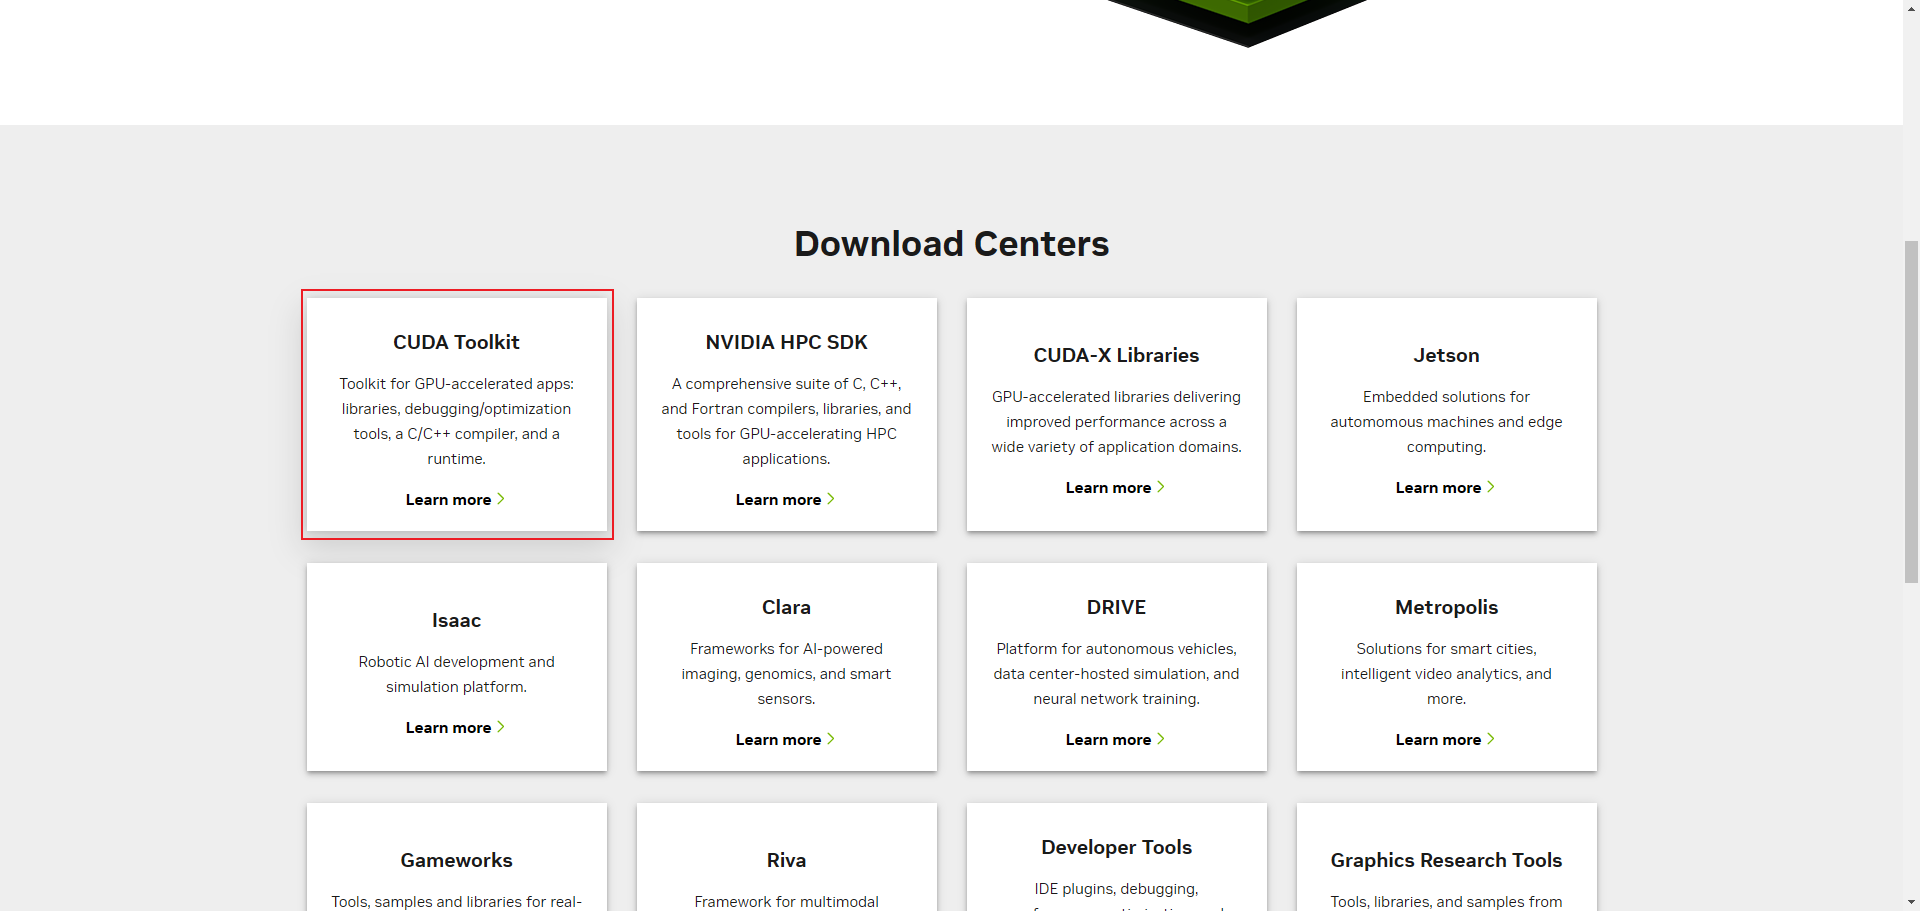 Download Centers
CUDA Toolkit
Toolkit for GPU-accelerated apps:
libraries, debugging/optimization
tools, a C/C++ compiler, and a
runtime.
Learn more
NVIDIA HPC SDK
A comprehensive suite of C, C++,
and Fortran compilers, libraries, and
tools for GPU-accelerating HPC
applications.
Learn more
CUDA-X Libraries
GPU-accelerated libraries delivering
improved performance across a
wide variety of application domains.
Learn more
Jetson
Embedded solutions for
automomous machines and edge
computing.
Learn more
Isaac
Robotic AI development and
simulation platform.
Learn more
Clara
Frameworks for AI-powered
imaging, genomics, and smart
sensors.
Learn more
DRIVE
Platform for autonomous vehicles,
data center-hosted simulation, and
neural network training.
Learn more
Metropolis
Solutions for smart cities,
intelligent video analytics, and
more.
Learn more
Gameworks
Tools, samples and libraries for real-
Riva
Framework for multimodal
Developer Tools
IDE plugins, debugging,
Graphics Research Tools
Tools, libraries, and samples from